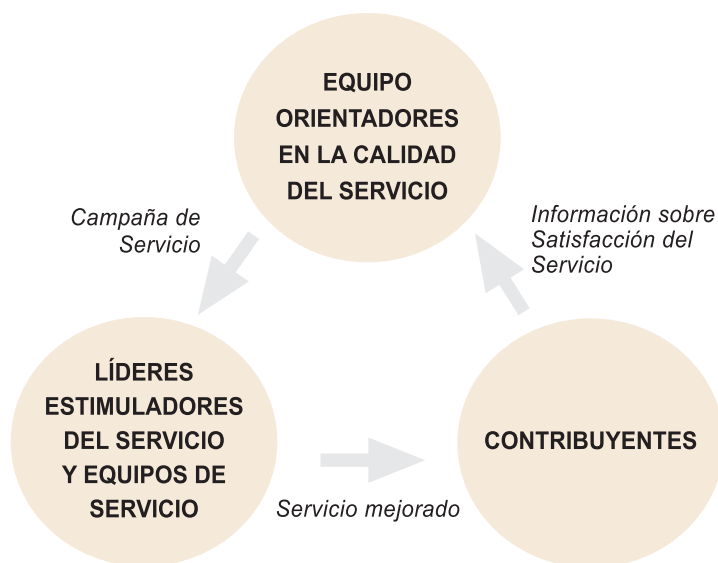 EQUIPO
ORIENTADORES
EN LA CALIDAD
DEL SERVICIO
Campaña de
Servicio
Información sobre
Satisfacción del
Servicio
LÍDERES
ESTIMULADORES
DEL SERVICIO
Y EQUIPOS DE
SERVICIO
CONTRIBUYENTES
Servicio mejorado